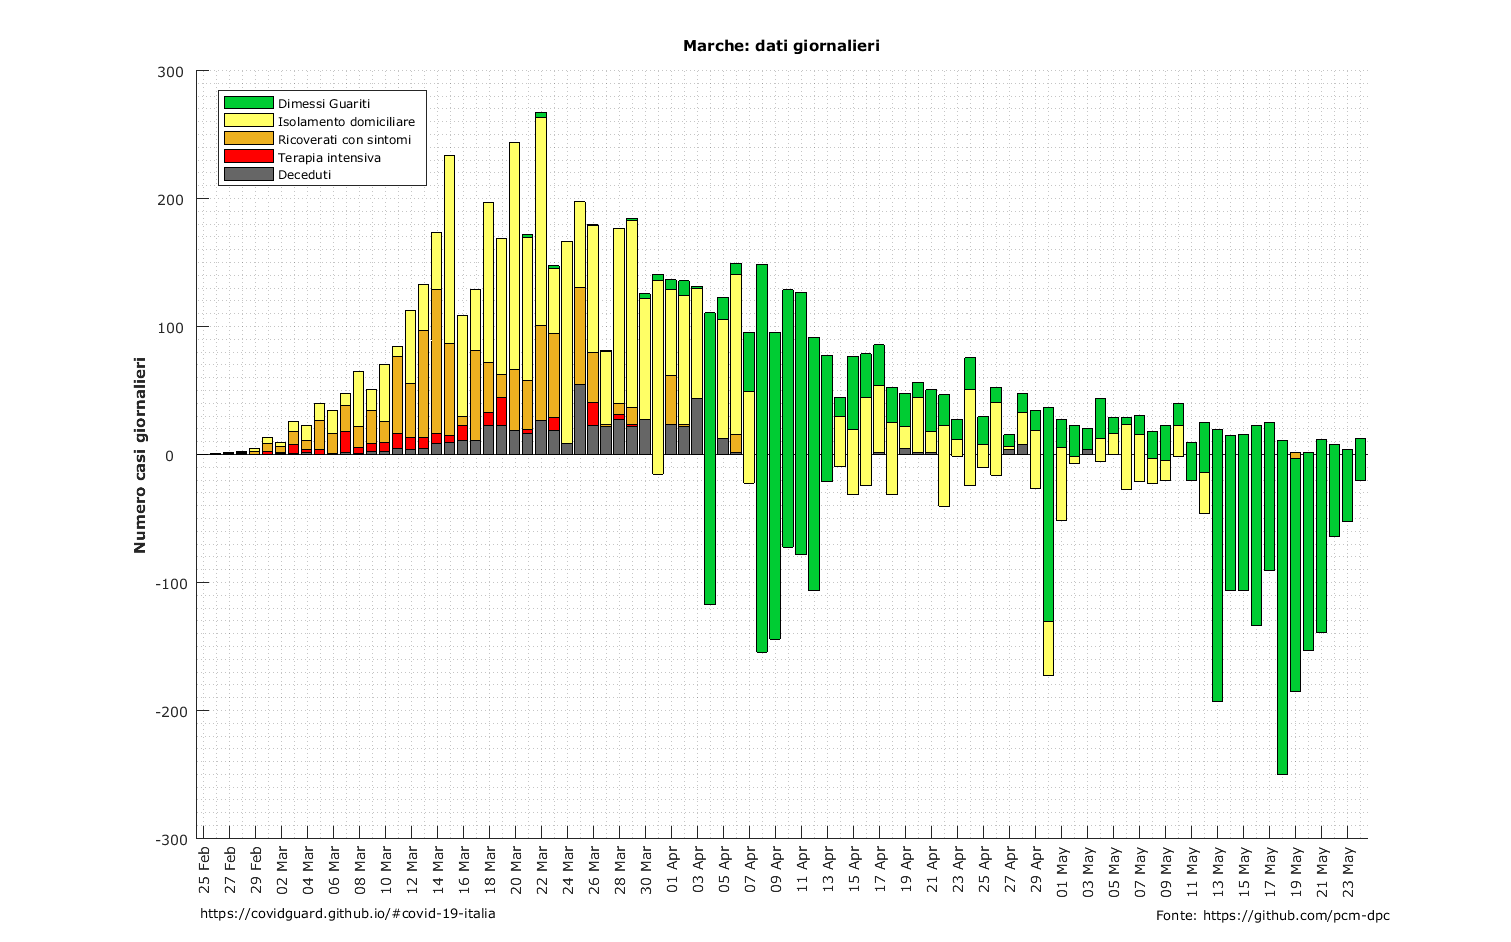 Marche: dati giornalieri
300
200
100
0
-100
-200
-300
Numero casi giornalieri
Dimessi Guariti
Isolamento domiciliare
Ricoverati con sintomi
Terapia intensiva
Deceduti
25 Feb
27 Feb
29 Feb
02 Mar
04 Mar
06 Mar
08 Mar
10 Mar
12 Mar
14 Mar
16 Mar
18 Mar
20 Mar
22 Mar
24 Mar
26 Mar
28 Mar
30 Mar
01 Apr
03 Apr
05 Apr
07 Apr
09 Apr
11 Apr
13 Apr
15 Apr
17 Apr
19 Apr
21 Apr
23 Apr
25 Apr
27 Apr
29 Apr
01 May
03 May
05 May
07 May
09 May
11 May
13 May
15 May
17 May
19 May
21 May
23 May
https://covidguard.github.io/#covid-19-italia
Fonte: https://github.com/pcm-dpc